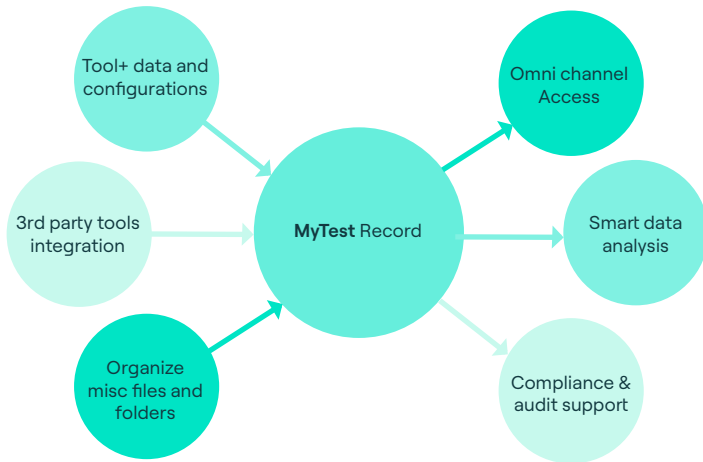 Tool+ data and
configurations
3rd party tools
integration
Organize
misc files and
folders
MyTest Record
Omni channel
Access
Smart data
analysis
Compliance &
audit support